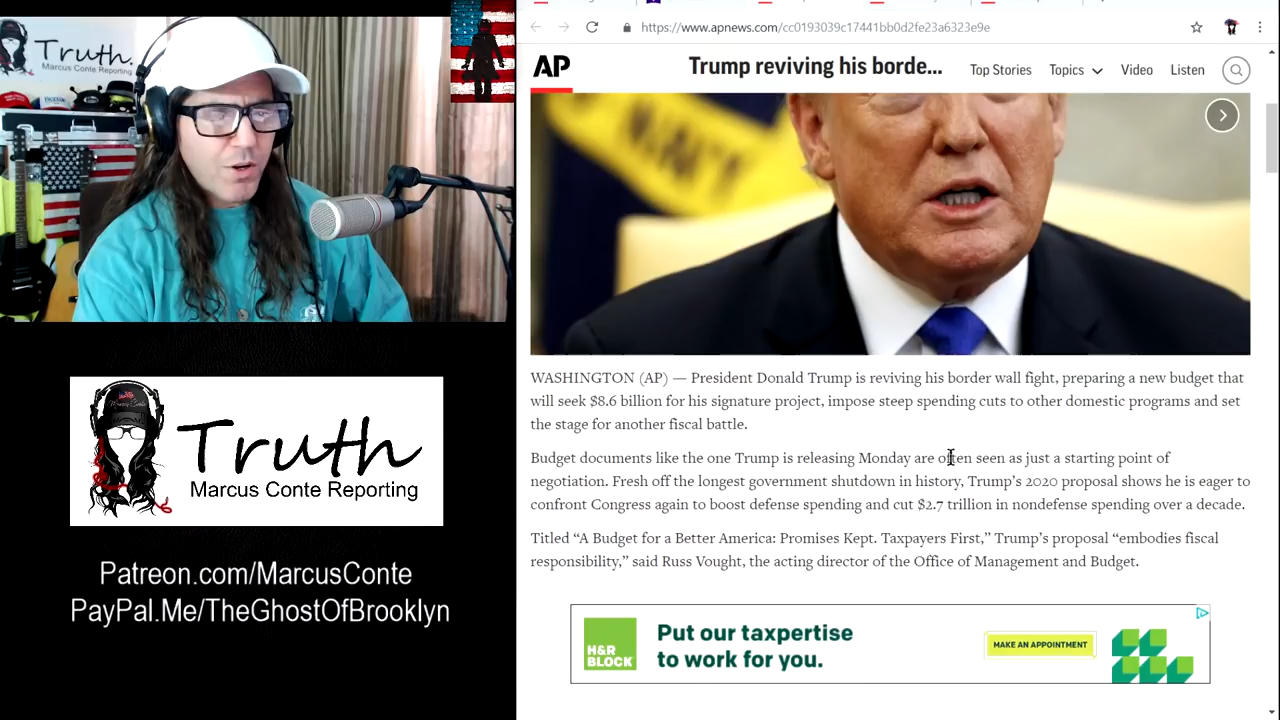 Truth.
Marcus Conte Reporting
Truth
Marcus Conte Reporting
Patreon.com/MarcusConte
PayPal.Me/TheGhostOfBrooklyn
https://www.apnews.com/cc0193039c17441bb0d2fe23a6323e9e
AP
Trump reviving his borde...
Top Stories
Topics
Video
Listen
NAVY
WASHINGTON (AP) — President Donald Trump is reviving his border wall fight, preparing a new budget that
will seek $8.6 billion for his signature project, impose steep spending cuts to other domestic programs and set
the stage for another fiscal battle.
Budget documents like the one Trump is releasing Monday are often seen as just a starting point of
negotiation. Fresh off the longest government shutdown in history, Trump’s 2020 proposal shows he is eager to
confront Congress again to boost defense spending and cut $2.7 trillion in nondefense spending over a decade.
Titled “A Budget for a Better America: Promises Kept. Taxpayers First,” Trump’s proposal “embodies fiscal
responsibility,” said Russ Vought, the acting director of the Office of Management and Budget.
H&R
BLOCK
Put our taxpertise
to work for you.
MAKE AN APPOINTMENT